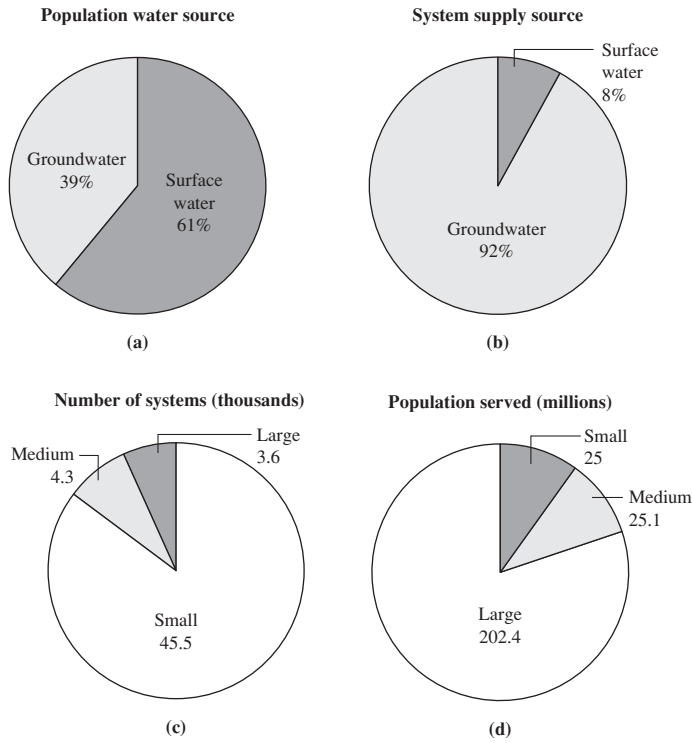 Population water source
Groundwater
39%
Surface
water
61%
(a)
System supply source
Surface
water
8%
Groundwater
92%
(b)
Number of systems (thousands)
Large
3.6
Medium
4.3
Small
45.5
(c)
Population served (millions)
Small
25
Medium
25.1
Large
202.4
(d)